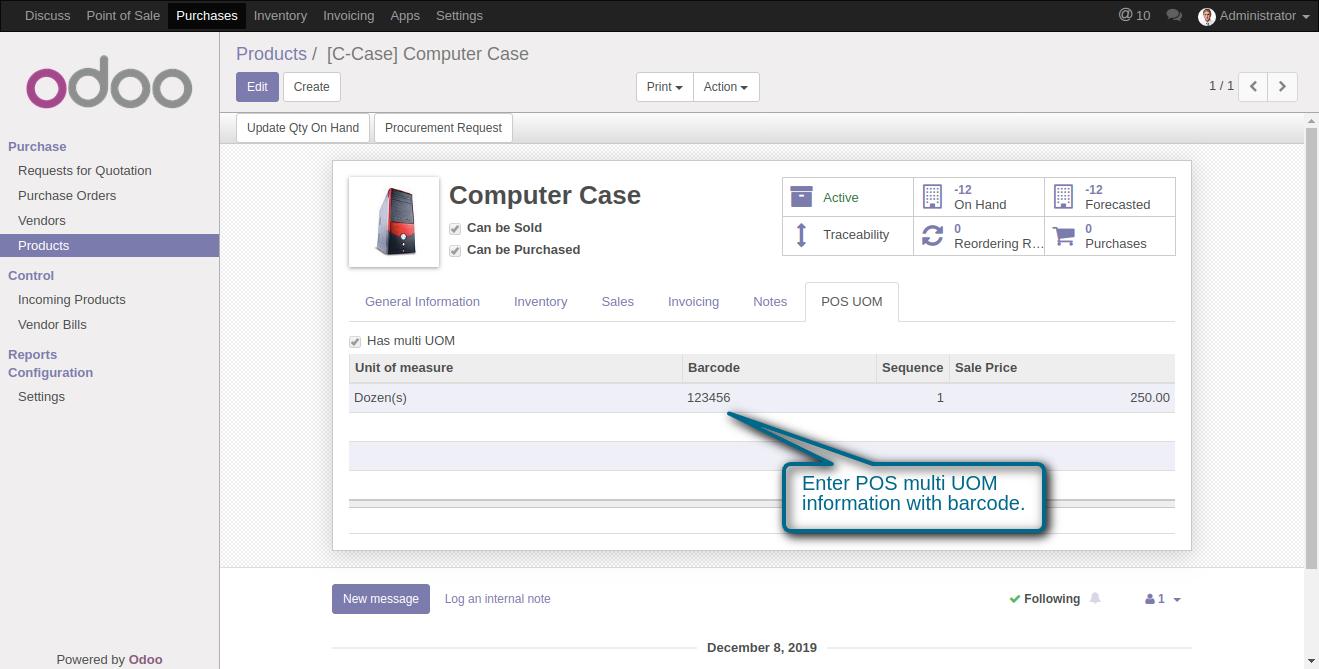 Discuss Point of Sale Purchases Inventory Invoicing Apps Settings @ 10 Administrator
odoo
Products / [C-Case] Computer Case
Edit Create Print Action 1 / 1
Update Qty On Hand Procurement Request
Purchase
Requests for Quotation
Purchase Orders
Vendors
Products
Control
Incoming Products
Vendor Bills
Reports
Configuration
Settings
Powered by Odoo
Computer Case
Can be Sold
Can be Purchased
Active
-12
On Hand
-12
Forecasted
Traceability
0
Reordering R...
0
Purchases
General Information Inventory Sales Invoicing Notes POS UOM
Has multi UOM
Unit of measure Barcode Sequence Sale Price
Dozen(s) 123456 1 250.00
Enter POS multi UOM
information with barcode.
New message Log an internal note Following 1
December 8, 2019